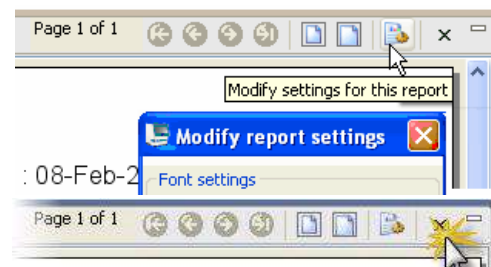 Page 1 of 1
Modify settings for this report
Modify report settings
: 08-Feb-2
Font settings
Page 1 of 1